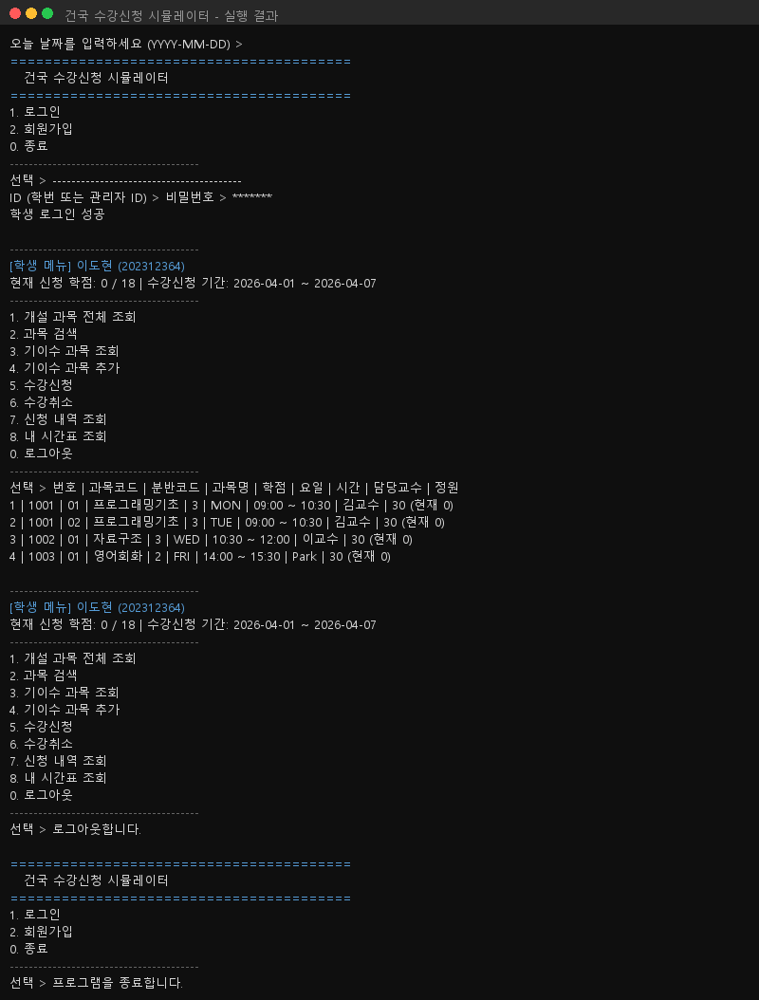 건국 수강신청 시뮬레이터 - 실행 결과
오늘 날짜를 입력하세요 (YYYY-MM-DD) >
========================================
건국 수강신청 시뮬레이터
========================================
1. 로그인
2. 회원가입
0. 종료
----------------------------------------
선택 > ----------------------------------------
ID (학번 또는 관리자 ID) > 비밀번호 > *******
학생 로그인 성공
----------------------------------------
[학생 메뉴] 이도현 (202312364)
현재 신청 학점: 0 / 18 | 수강신청 기간: 2026-04-01 ~ 2026-04-07
----------------------------------------
1. 개설 과목 전체 조회
2. 과목 검색
3. 기이수 과목 조회
4. 기이수 과목 추가
5. 수강신청
6. 수강취소
7. 신청 내역 조회
8. 내 시간표 조회
0. 로그아웃
----------------------------------------
선택 > 번호 | 과목코드 | 분반코드 | 과목명 | 학점 | 요일 | 시간 | 담당교수 | 정원
1 | 1001 | 01 | 프로그래밍기초 | 3 | MON | 09:00 ~ 10:30 | 김교수 | 30 (현재 0)
2 | 1001 | 02 | 프로그래밍기초 | 3 | TUE | 09:00 ~ 10:30 | 김교수 | 30 (현재 0)
3 | 1002 | 01 | 자료구조 | 3 | WED | 10:30 ~ 12:00 | 이교수 | 30 (현재 0)
4 | 1003 | 01 | 영어회화 | 2 | FRI | 14:00 ~ 15:30 | Park | 30 (현재 0)
----------------------------------------
[학생 메뉴] 이도현 (202312364)
현재 신청 학점: 0 / 18 | 수강신청 기간: 2026-04-01 ~ 2026-04-07
----------------------------------------
1. 개설 과목 전체 조회
2. 과목 검색
3. 기이수 과목 조회
4. 기이수 과목 추가
5. 수강신청
6. 수강취소
7. 신청 내역 조회
8. 내 시간표 조회
0. 로그아웃
----------------------------------------
선택 > 로그아웃합니다.
========================================
건국 수강신청 시뮬레이터
========================================
1. 로그인
2. 회원가입
0. 종료
----------------------------------------
선택 > 프로그램을 종료합니다.